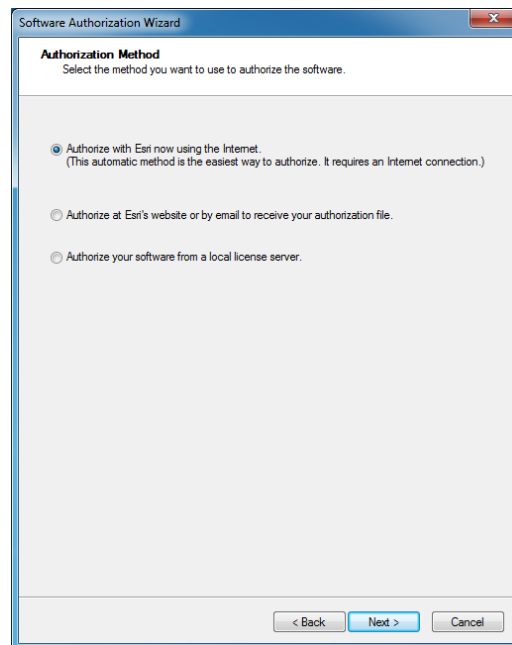 Software Authorization Wizard
Authorization Method
Select the method you want to use to authorize the software.
Authorize with Esri now using the Internet.
(This automatic method is the easiest way to authorize. It requires an Internet connection.)
Authorize at Esri's website or by email to receive your authorization file.
Authorize your software from a local license server.
< Back Next > Cancel